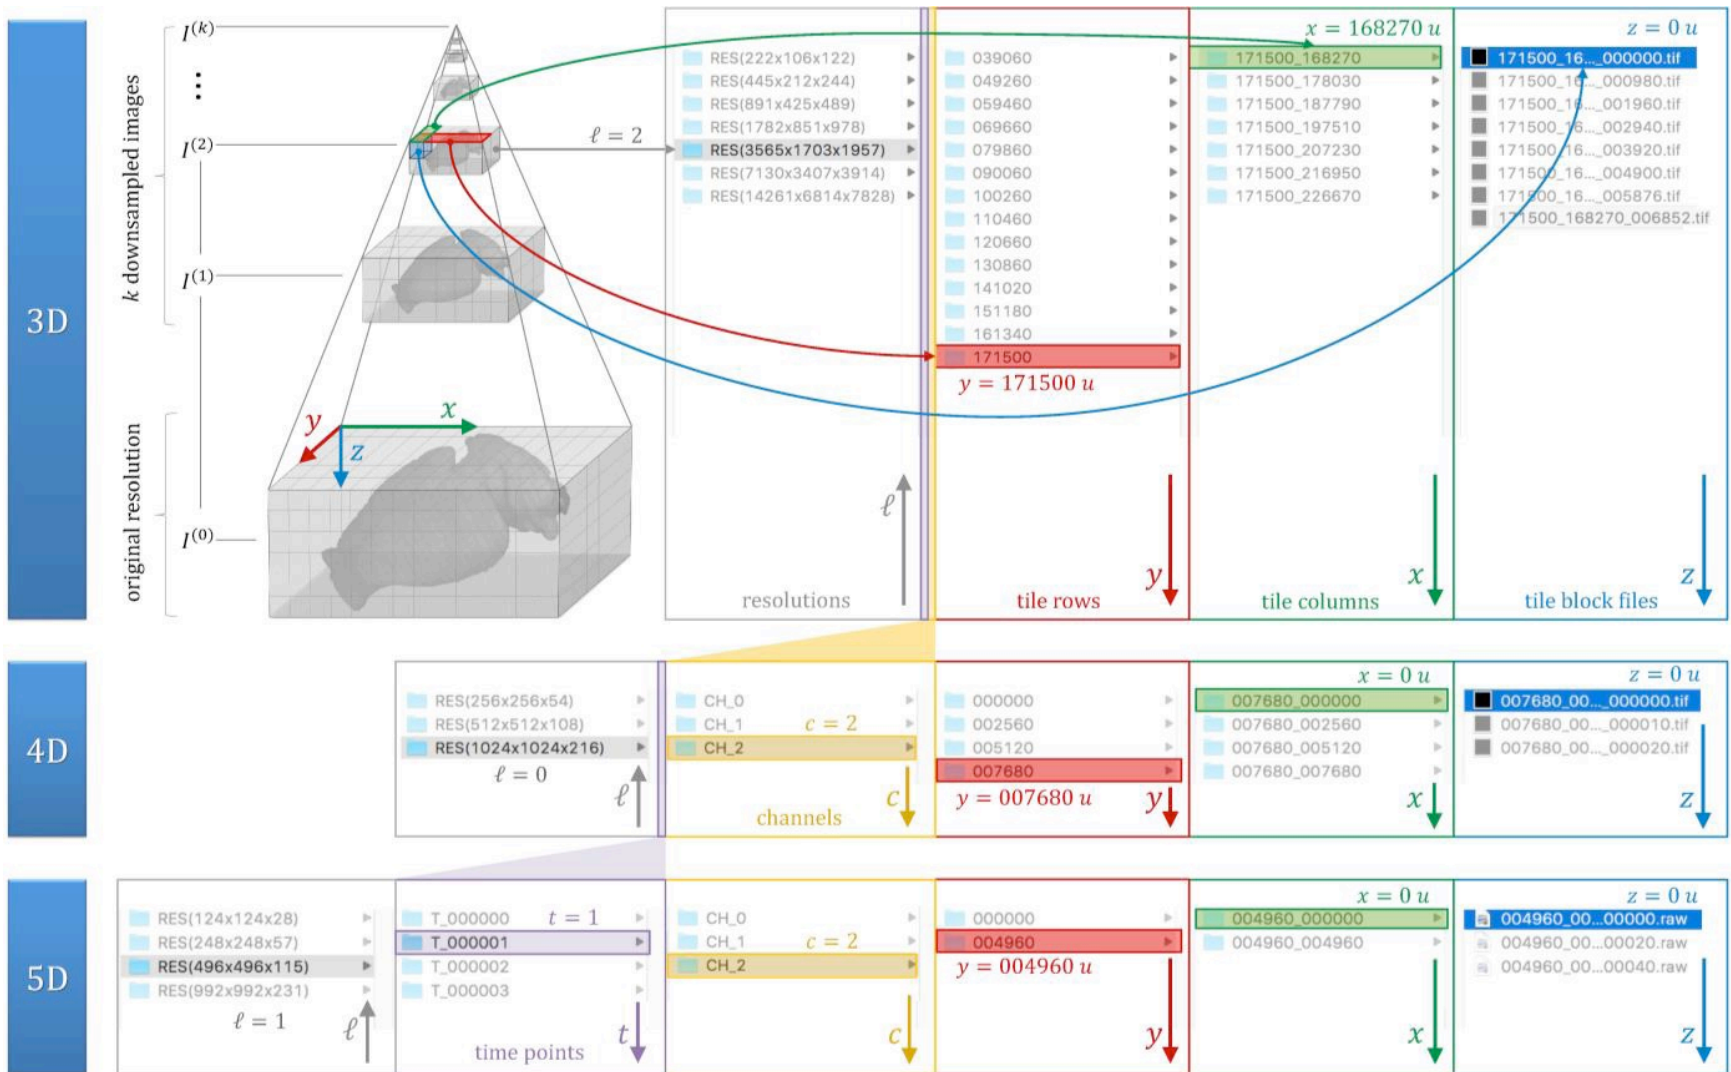 3D
k downsampled images
original resolution
I(k)
⋮
I(2)
I(1)
I(0)
x
y
z
ℓ = 2
RES(222x106x122)
RES(445x212x244)
RES(891x425x489)
RES(1782x851x978)
RES(3565x1703x1957)
RES(7130x3407x3914)
RES(14261x6814x7828)
ℓ
resolutions
039060
049260
059460
069660
079860
090060
100260
110460
120660
130860
141020
151180
161340
171500
y = 171500 u
y
tile rows
x = 168270 u
171500_168270
171500_178030
171500_187790
171500_197510
171500_207230
171500_216950
171500_226670
x
tile columns
z = 0 u
171500_16..._000000.tif
171500_16..._000980.tif
171500_16..._001960.tif
171500_16..._002940.tif
171500_16..._003920.tif
171500_16..._004900.tif
171500_16..._005876.tif
171500_168270_006852.tif
z
tile block files
4D
RES(256x256x54)
RES(512x512x108)
RES(1024x1024x216)
ℓ = 0
ℓ
CH_0
CH_1
c = 2
CH_2
c
channels
000000
002560
005120
007680
y = 007680 u
y
x = 0 u
007680_000000
007680_002560
007680_005120
007680_007680
x
z = 0 u
007680_00..._000000.tif
007680_00..._000010.tif
007680_00..._000020.tif
z
5D
RES(124x124x28)
RES(248x248x57)
RES(496x496x115)
RES(992x992x231)
ℓ = 1
ℓ
T_000000
t = 1
T_000001
T_000002
T_000003
t
time points
CH_0
CH_1
c = 2
CH_2
c
000000
004960
y = 004960 u
y
x = 0 u
004960_000000
004960_004960
x
z = 0 u
004960_00...00000.raw
004960_00...00020.raw
004960_00...00040.raw
z